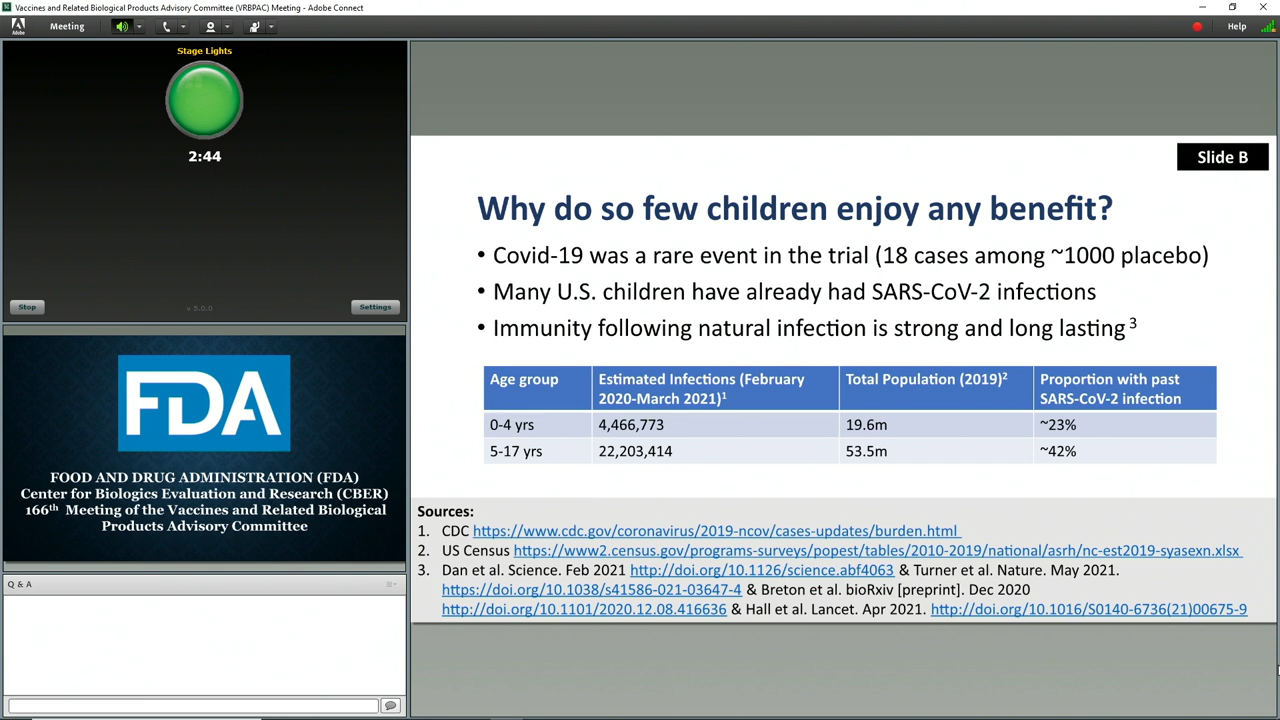 Vaccines and Related Biological Products Advisory Committee (VRBPAC) Meeting - Adobe Connect
Adobe
Meeting
Help
Stage Lights
2:44
Stop
v 5.0.0
Settings
FDA
FOOD AND DRUG ADMINISTRATION (FDA)
Center for Biologics Evaluation and Research (CBER)
166th Meeting of the Vaccines and Related Biological
Products Advisory Committee
Q & A
Slide B
Why do so few children enjoy any benefit?
• Covid-19 was a rare event in the trial (18 cases among ~1000 placebo)
• Many U.S. children have already had SARS-CoV-2 infections
• Immunity following natural infection is strong and long lasting 3
Age group Estimated Infections (February 2020-March 2021)1 Total Population (2019)2 Proportion with past SARS-CoV-2 infection
0-4 yrs 4,466,773 19.6m ~23%
5-17 yrs 22,203,414 53.5m ~42%
Sources:
1. CDC https://www.cdc.gov/coronavirus/2019-ncov/cases-updates/burden.html
2. US Census https://www2.census.gov/programs-surveys/popest/tables/2010-2019/national/asrh/nc-est2019-syasexn.xlsx
3. Dan et al. Science. Feb 2021 http://doi.org/10.1126/science.abf4063 & Turner et al. Nature. May 2021.
https://doi.org/10.1038/s41586-021-03647-4 & Breton et al. bioRxiv [preprint]. Dec 2020
http://doi.org/10.1101/2020.12.08.416636 & Hall et al. Lancet. Apr 2021. http://doi.org/10.1016/S0140-6736(21)00675-9